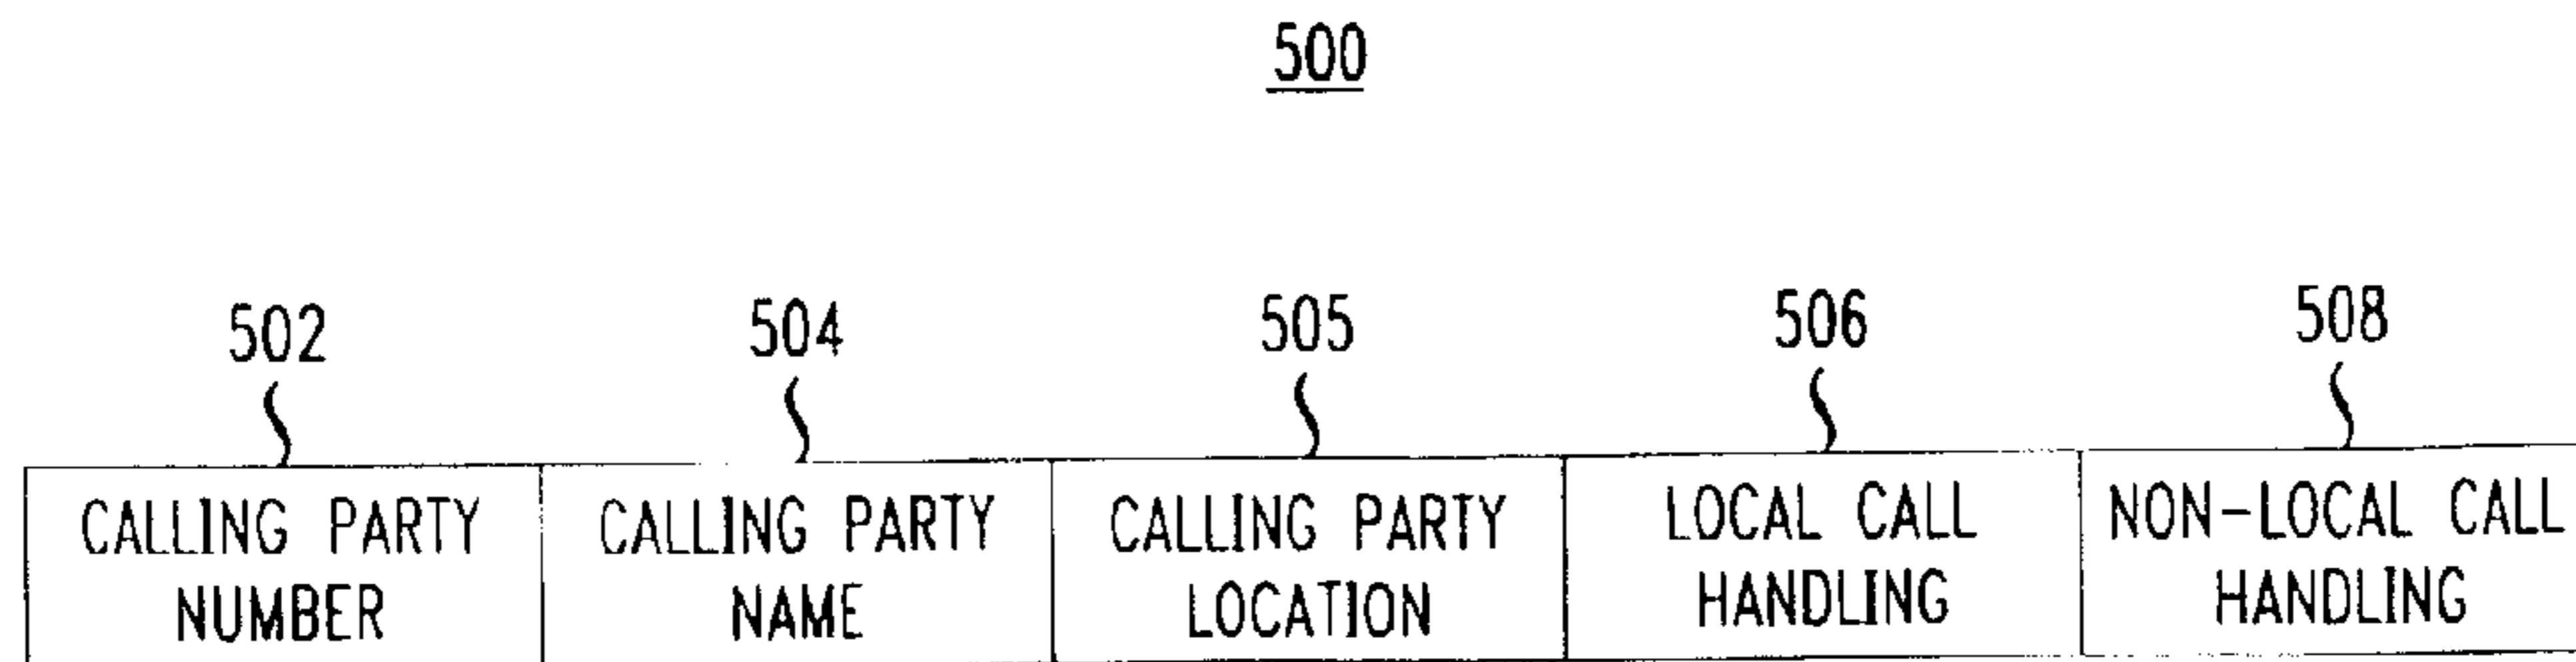 500
502 504 505 506 508
CALLING PARTY NUMBER
CALLING PARTY NAME
CALLING PARTY LOCATION
LOCAL CALL HANDLING
NON-LOCAL CALL HANDLING